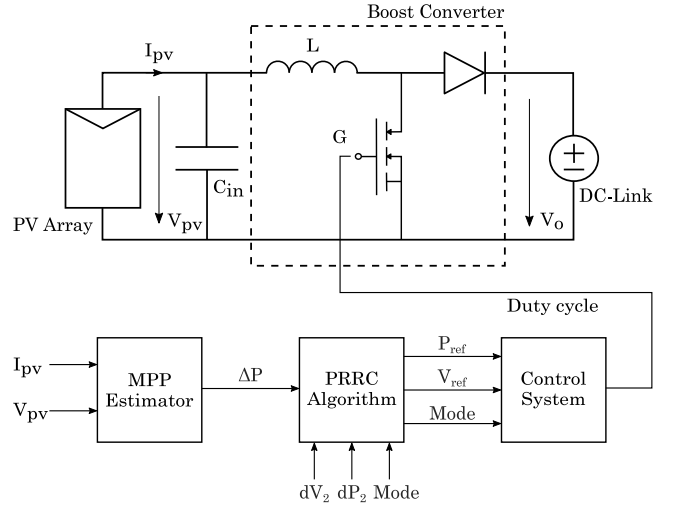 Boost Converter
Ipv
L
G
Cin
Vpv
PV Array
Vo
DC-Link
Duty cycle
Ipv
Vpv
MPP
Estimator
ΔP
PRRC
Algorithm
Pref
Vref
Mode
Control
System
dV2 dP2 Mode